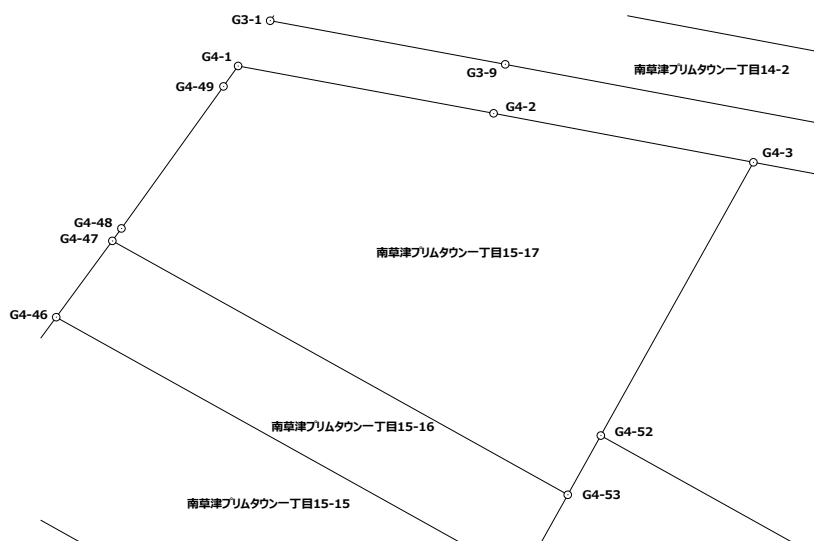 G3-1
G4-1
G3-9
南草津プリムタウン一丁目14-2
G4-49
G4-2
G4-3
G4-48
G4-47
南草津プリムタウン一丁目15-17
G4-46
南草津プリムタウン一丁目15-16
G4-52
G4-53
南草津プリムタウン一丁目15-15